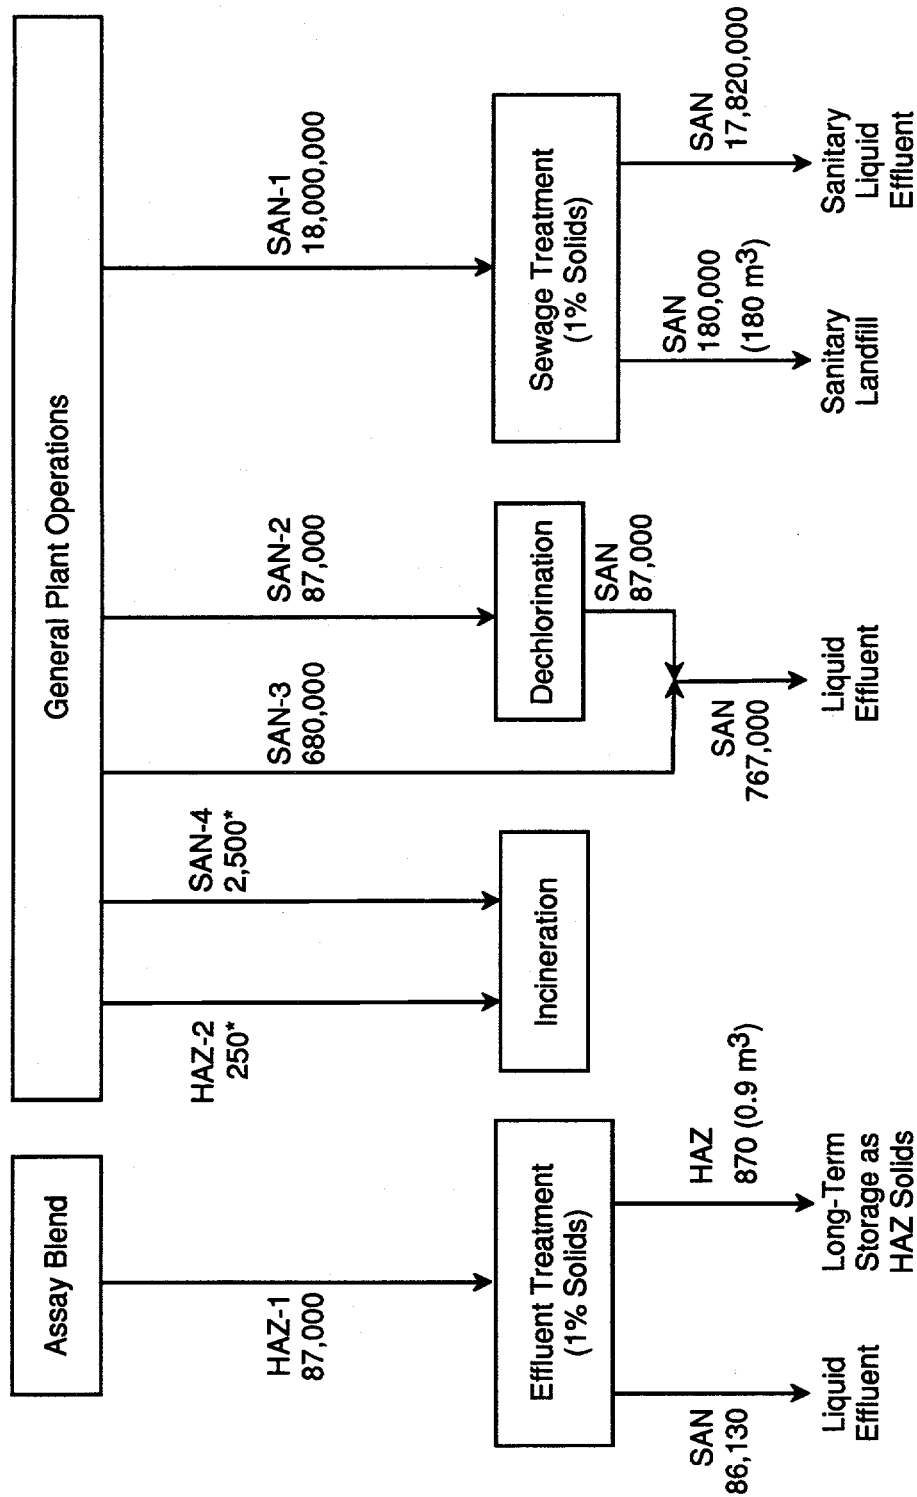 Assay Blend
General Plant Operations
HAZ-1
87,000
HAZ-2
250*
SAN-4
2,500*
SAN-3
680,000
SAN-2
87,000
SAN-1
18,000,000
Effluent Treatment
(1% Solids)
Incineration
Dechlorination
Sewage Treatment
(1% Solids)
SAN
86,130
HAZ
870 (0.9 m³)
SAN
767,000
SAN
87,000
SAN
180,000
(180 m³)
SAN
17,820,000
Liquid
Effluent
Long-Term
Storage as
HAZ Solids
Liquid
Effluent
Sanitary
Landfill
Sanitary
Liquid
Effluent